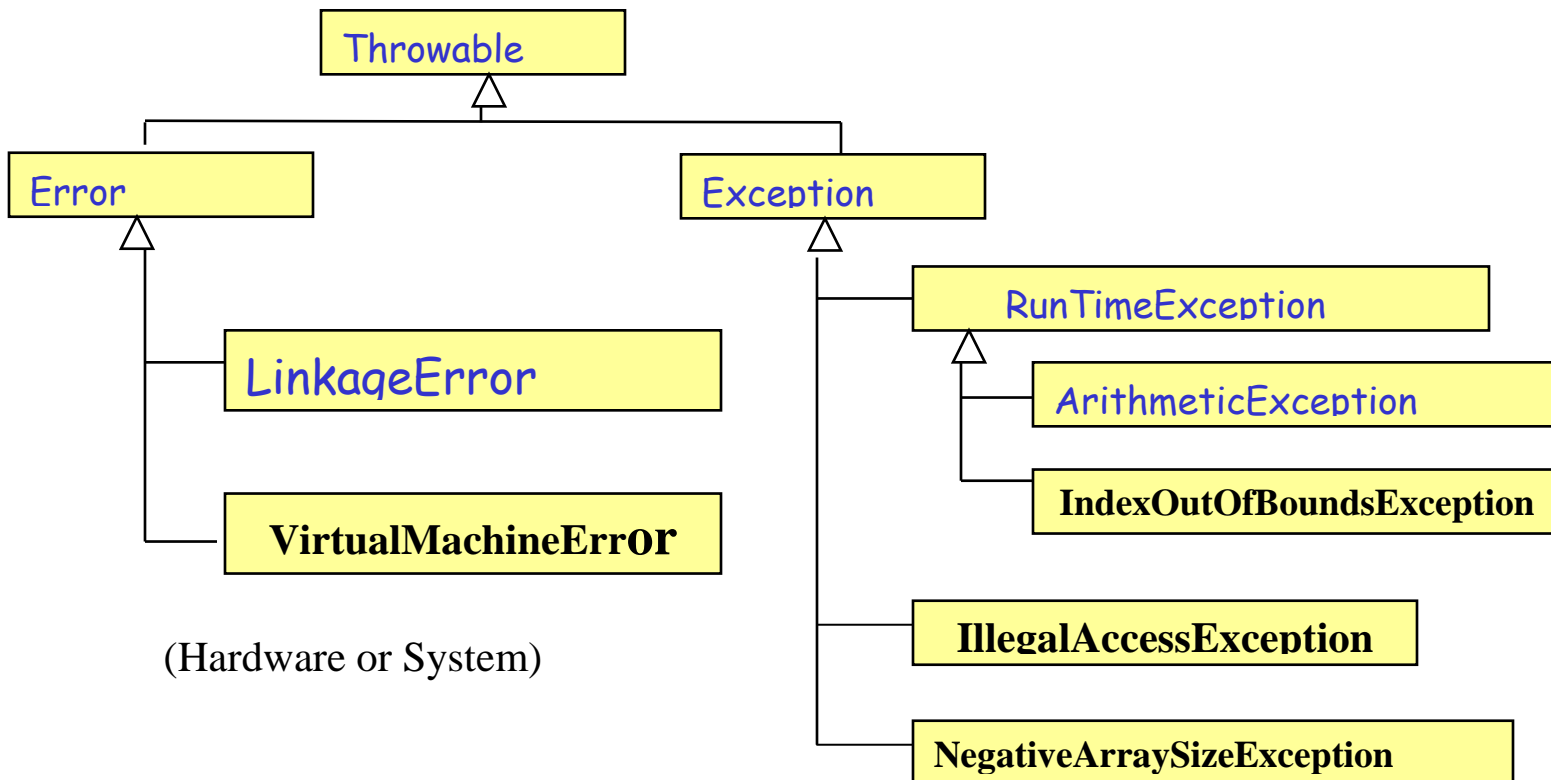 Throwable
Error
Exception
RunTimeException
LinkageError
ArithmeticException
IndexOutOfBoundsException
VirtualMachineError
IllegalAccessException
(Hardware or System)
NegativeArraySizeException